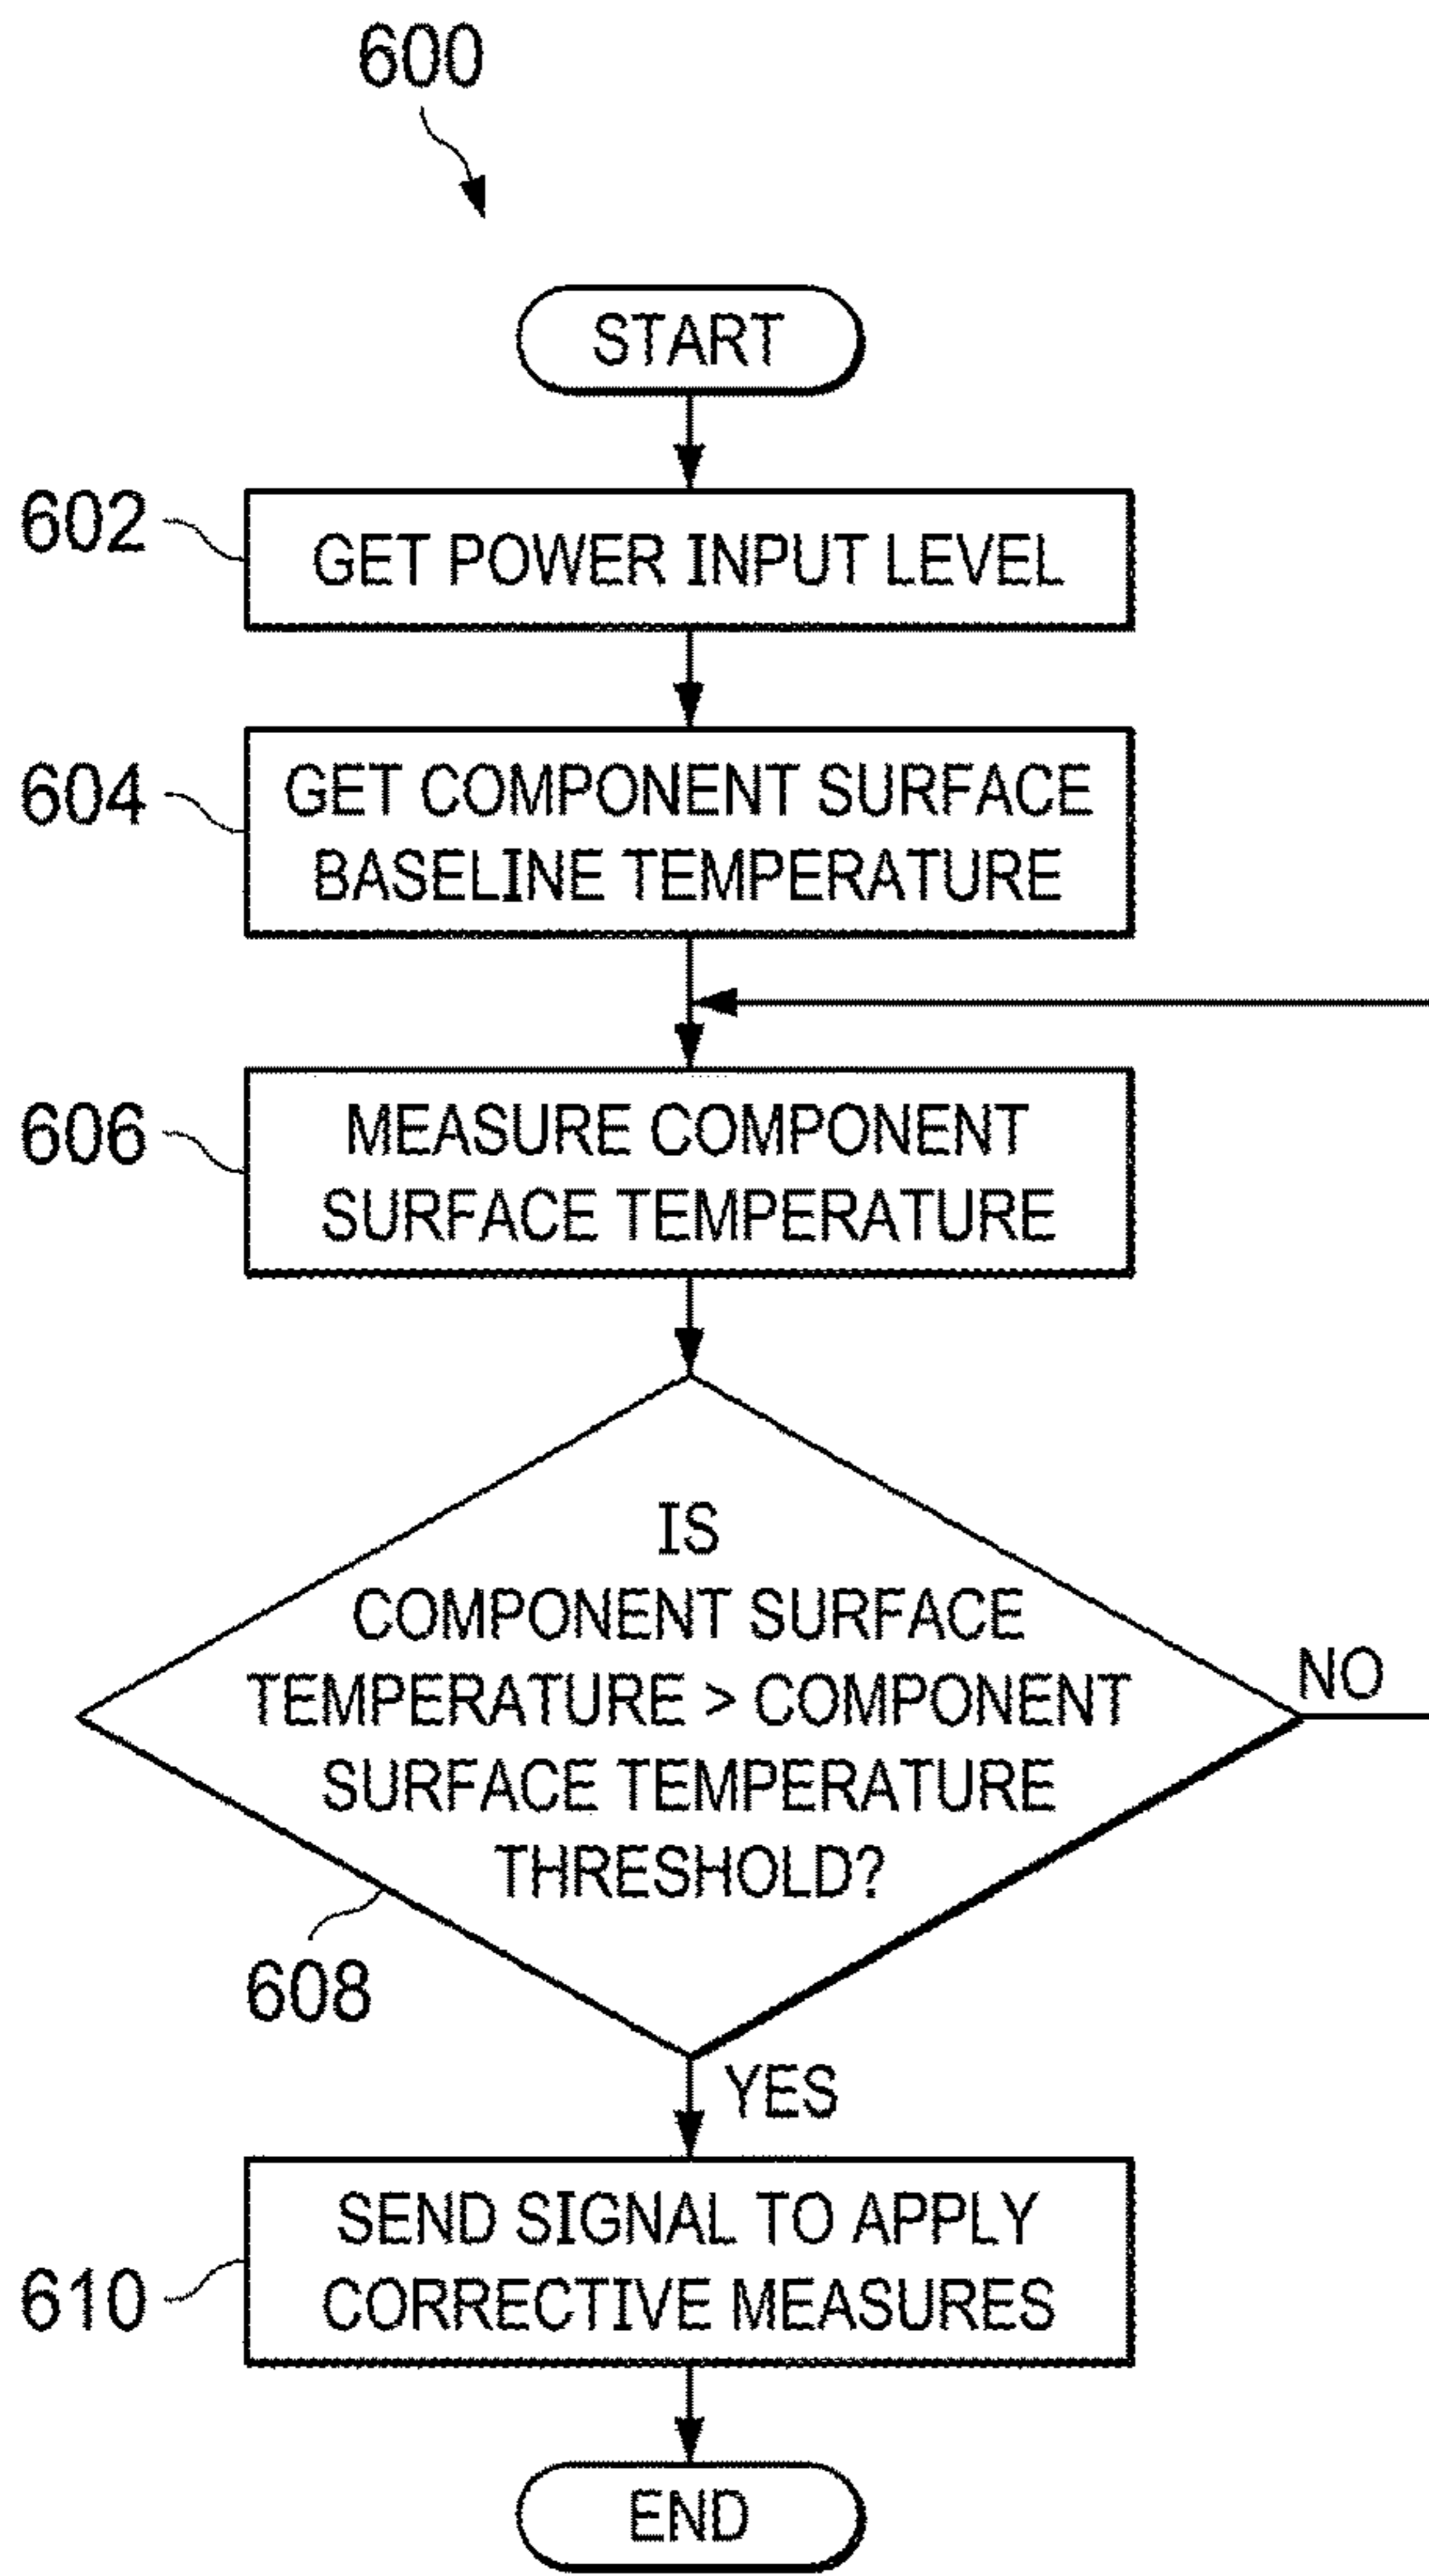 600
START
602
GET POWER INPUT LEVEL
604
GET COMPONENT SURFACE
BASELINE TEMPERATURE
606
MEASURE COMPONENT
SURFACE TEMPERATURE
IS
COMPONENT SURFACE
TEMPERATURE > COMPONENT
SURFACE TEMPERATURE
THRESHOLD?
NO
608
YES
610
SEND SIGNAL TO APPLY
CORRECTIVE MEASURES
END